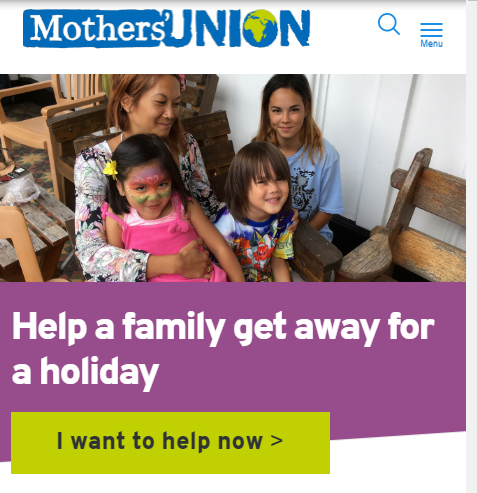 Mothers' UNION
Menu
Help a family get away for
a holiday
I want to help now >